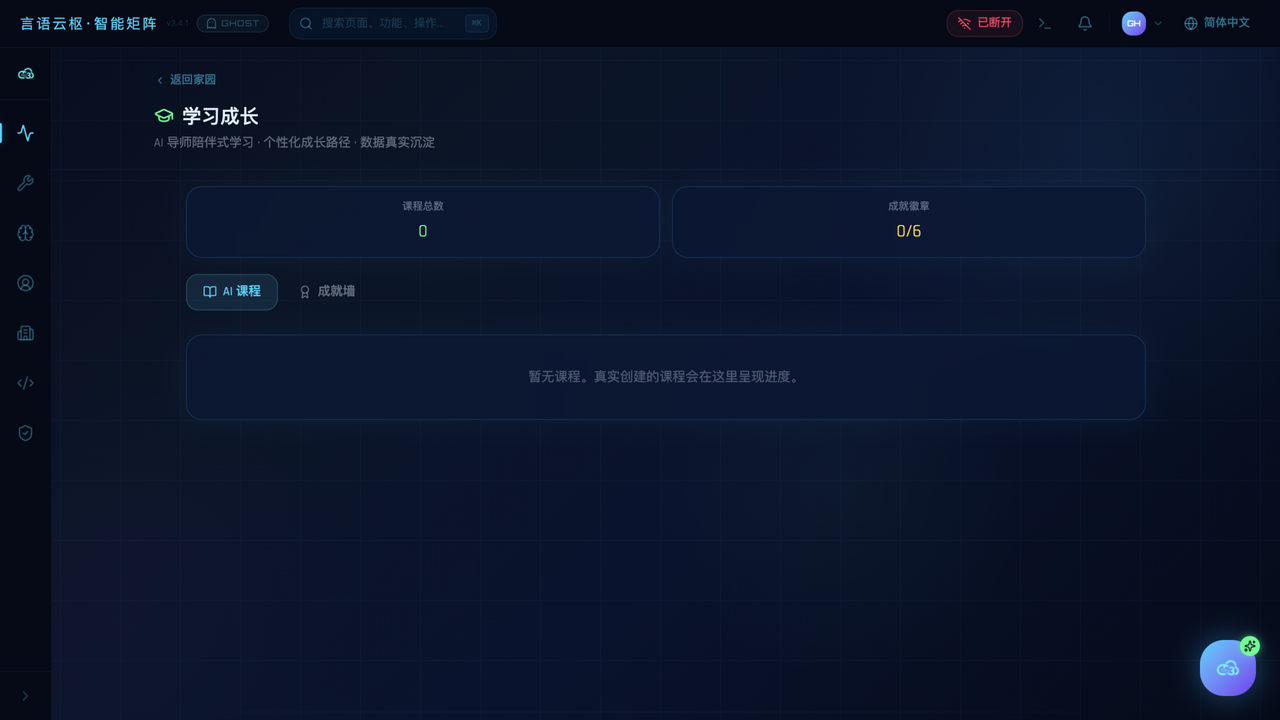 言语云枢·智能矩阵 v3.4.1 GHOST 搜索页面、功能、操作… ⌘K 已断开 GH 简体中文
返回家园
学习成长
AI 导师陪伴式学习 · 个性化成长路径 · 数据真实沉淀
课程总数
0
成就徽章
0/6
AI 课程 成就墙
暂无课程。真实创建的课程会在这里呈现进度。